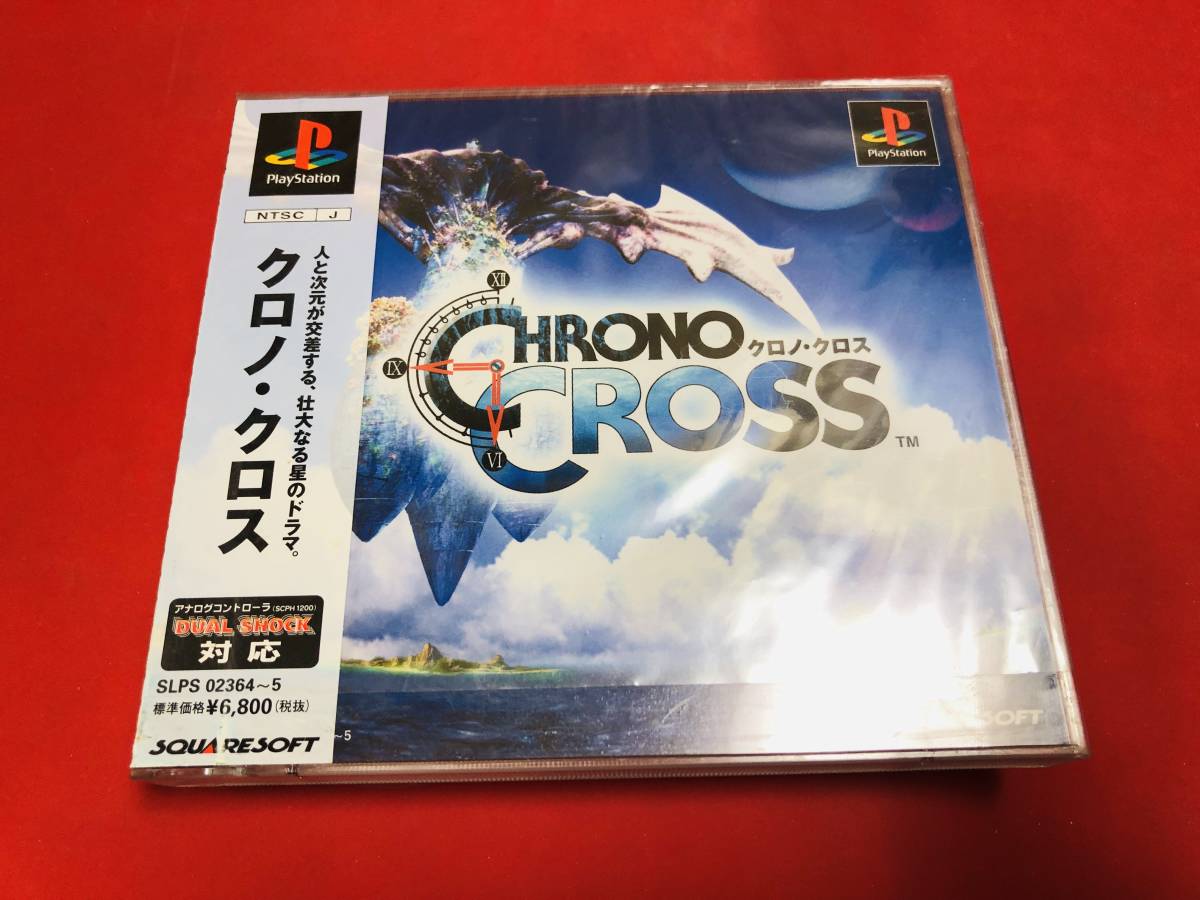 PlayStation
NTSC J
クロノ・クロス
人と次元が交差する、壮大なる星のドラマ。
アナログコントローラ(SCPH 1200)
DUAL SHOCK
対応
SLPS 02364～5
標準価格¥6,800(税抜)
SQUARESOFT
～5
PlayStation
XII
IX
VI
CHRONO
クロノ・クロス
CROSS
TM
SOFT